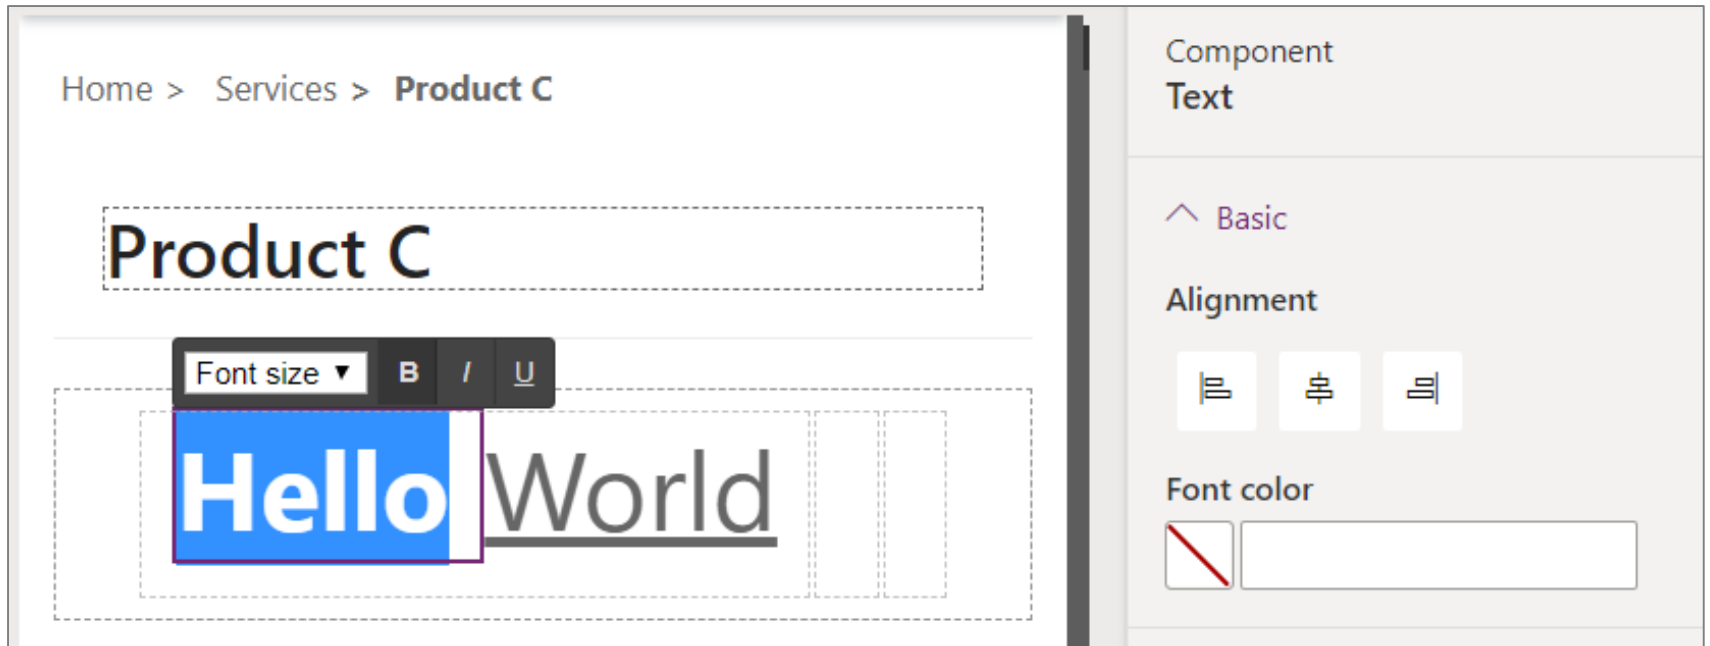 Home > Services > Product C
Product C
Font size ▼ B I U
Hello World
Component
Text
Basic
Alignment
Font color